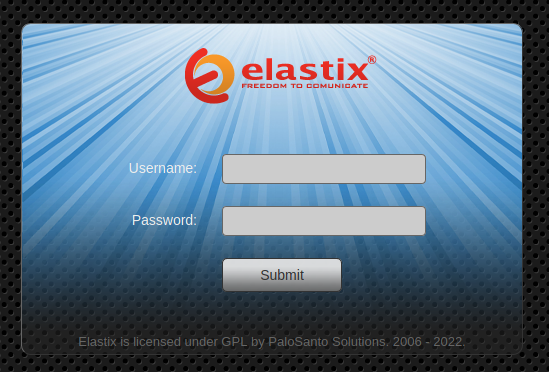 elastix®
FREEDOM TO COMUNICATE
Username:
Password:
Submit
Elastix is licensed under GPL by PaloSanto Solutions. 2006 - 2022.